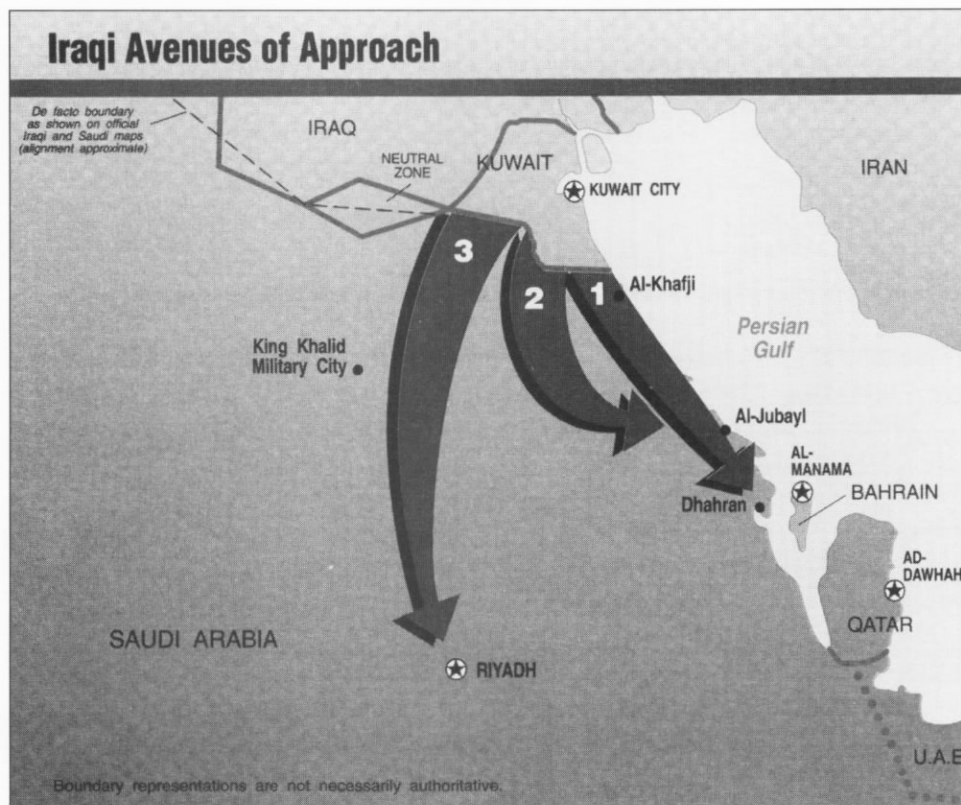 Iraqi Avenues of Approach
De facto boundary
as shown on official
Iraqi and Saudi maps
(alignment approximate)
IRAQ
NEUTRAL
ZONE
KUWAIT
KUWAIT CITY
IRAN
3
2
1
Al-Khafji
King Khalid
Military City
Persian
Gulf
Al-Jubayl
AL-
MANAMA
BAHRAIN
Dhahran
AD-
DAWHAH
QATAR
SAUDI ARABIA
RIYADH
U.A.E
Boundary representations are not necessarily authoritative.